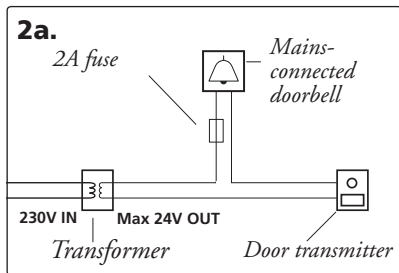 2a.
2A fuse
Mains-
connected
doorbell
230V IN
Max 24V OUT
Transformer
Door transmitter